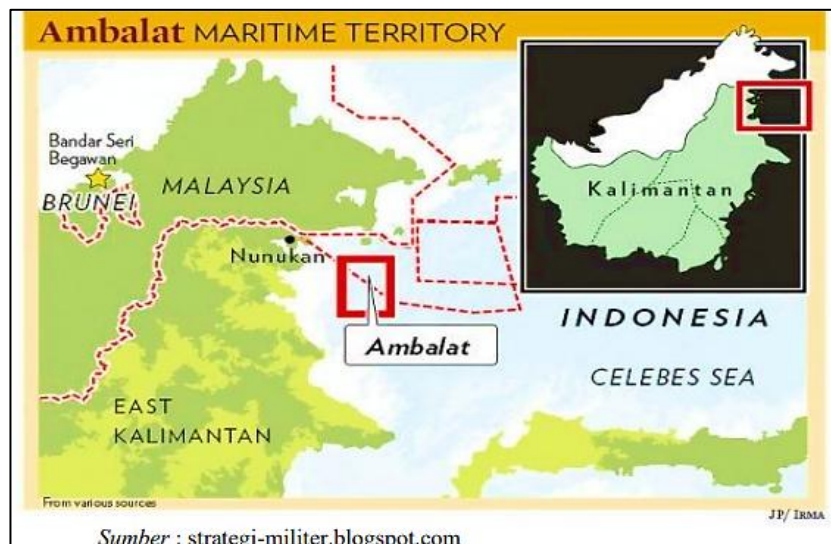 Ambalat MARITIME TERRITORY
Bandar Seri
Begawan
BRUNEI
MALAYSIA
Nunukan
Ambalat
Kalimantan
INDONESIA
CELEBES SEA
EAST
KALIMANTAN
From various sources
JP/ IRMA
Sumber : strategi-militer.blogspot.com